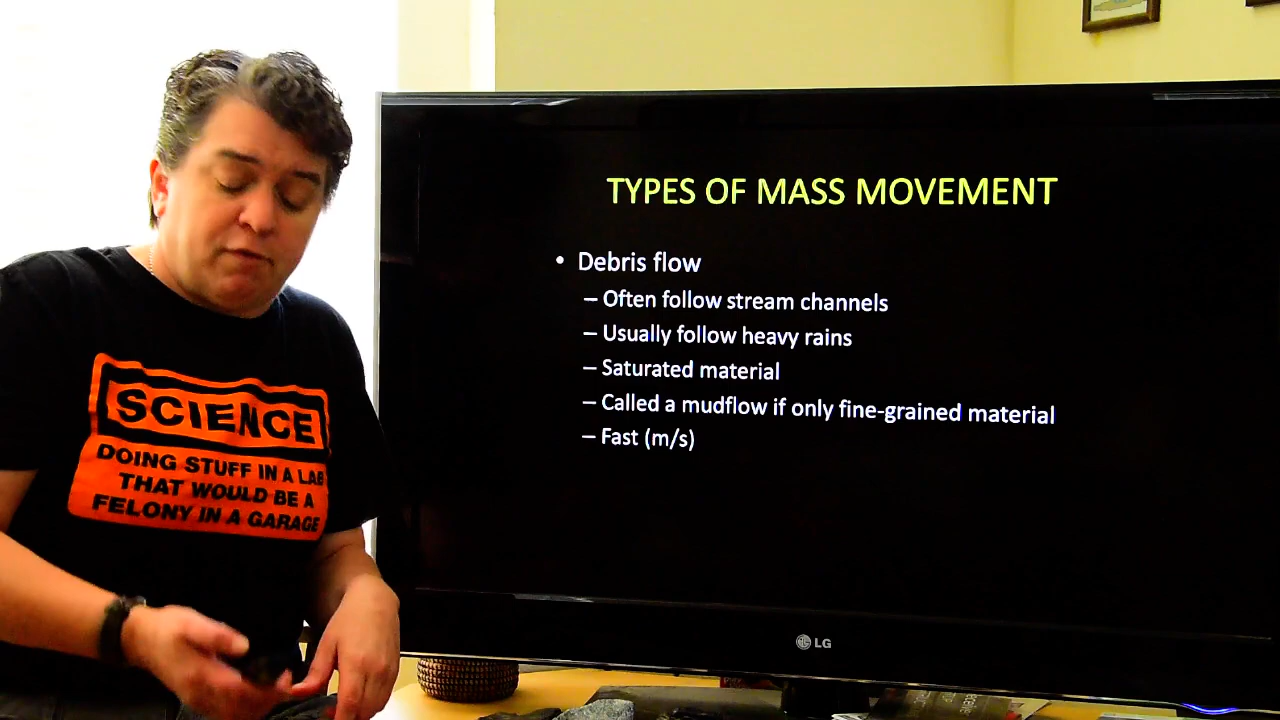 TYPES OF MASS MOVEMENT
• Debris flow
– Often follow stream channels
– Usually follow heavy rains
– Saturated material
– Called a mudflow if only fine-grained material
– Fast (m/s)
SCIENCE
DOING STUFF IN A LAB
THAT WOULD BE A
FELONY IN A GARAGE
LG